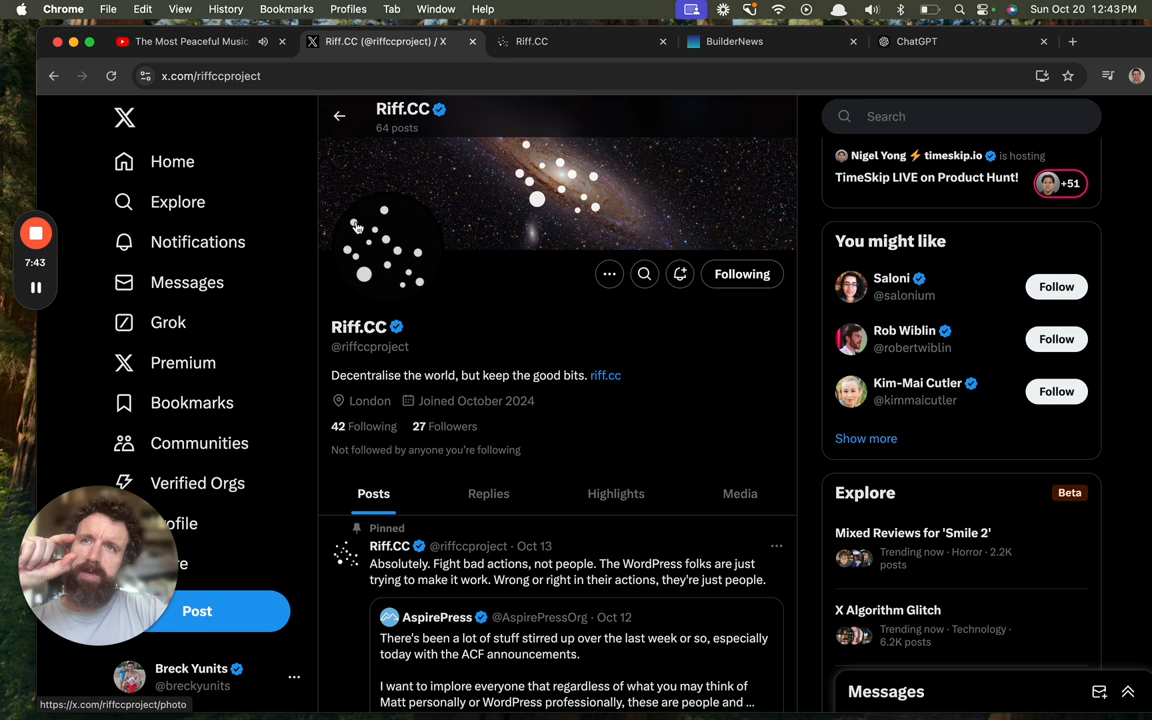 Chrome File Edit View History Bookmarks Profiles Tab Window Help Sun Oct 20 12:43 PM
The Most Peaceful Music
Riff.CC (@riffccproject) / X
Riff.CC
BuilderNews
ChatGPT
x.com/riffccproject
Riff.CC
64 posts
Home
Explore
Notifications
Messages
Grok
Premium
Bookmarks
Communities
Verified Orgs
ofile
re
Post
Breck Yunits
@breckyunits
https://x.com/riffccproject/photo
7:43
Following
Riff.CC
@riffccproject
Decentralise the world, but keep the good bits. riff.cc
London Joined October 2024
42 Following 27 Followers
Not followed by anyone you're following
Posts Replies Highlights Media
Pinned
Riff.CC @riffccproject · Oct 13
Absolutely. Fight bad actions, not people. The WordPress folks are just
trying to make it work. Wrong or right in their actions, they're just people.
AspirePress @AspirePressOrg · Oct 12
There's been a lot of stuff stirred up over the last week or so, especially
today with the ACF announcements.
I want to implore everyone that regardless of what you may think of
Matt personally or WordPress professionally, these are people and ...
Search
Nigel Yong ⚡ timeskip.io is hosting
TimeSkip LIVE on Product Hunt!
+51
You might like
Saloni
@salonium
Follow
Rob Wiblin
@robertwiblin
Follow
Kim-Mai Cutler
@kimmaicutler
Follow
Show more
Explore
Beta
Mixed Reviews for 'Smile 2'
Trending now · Horror · 2.2K
posts
X Algorithm Glitch
Trending now · Technology ·
6.2K posts
Messages